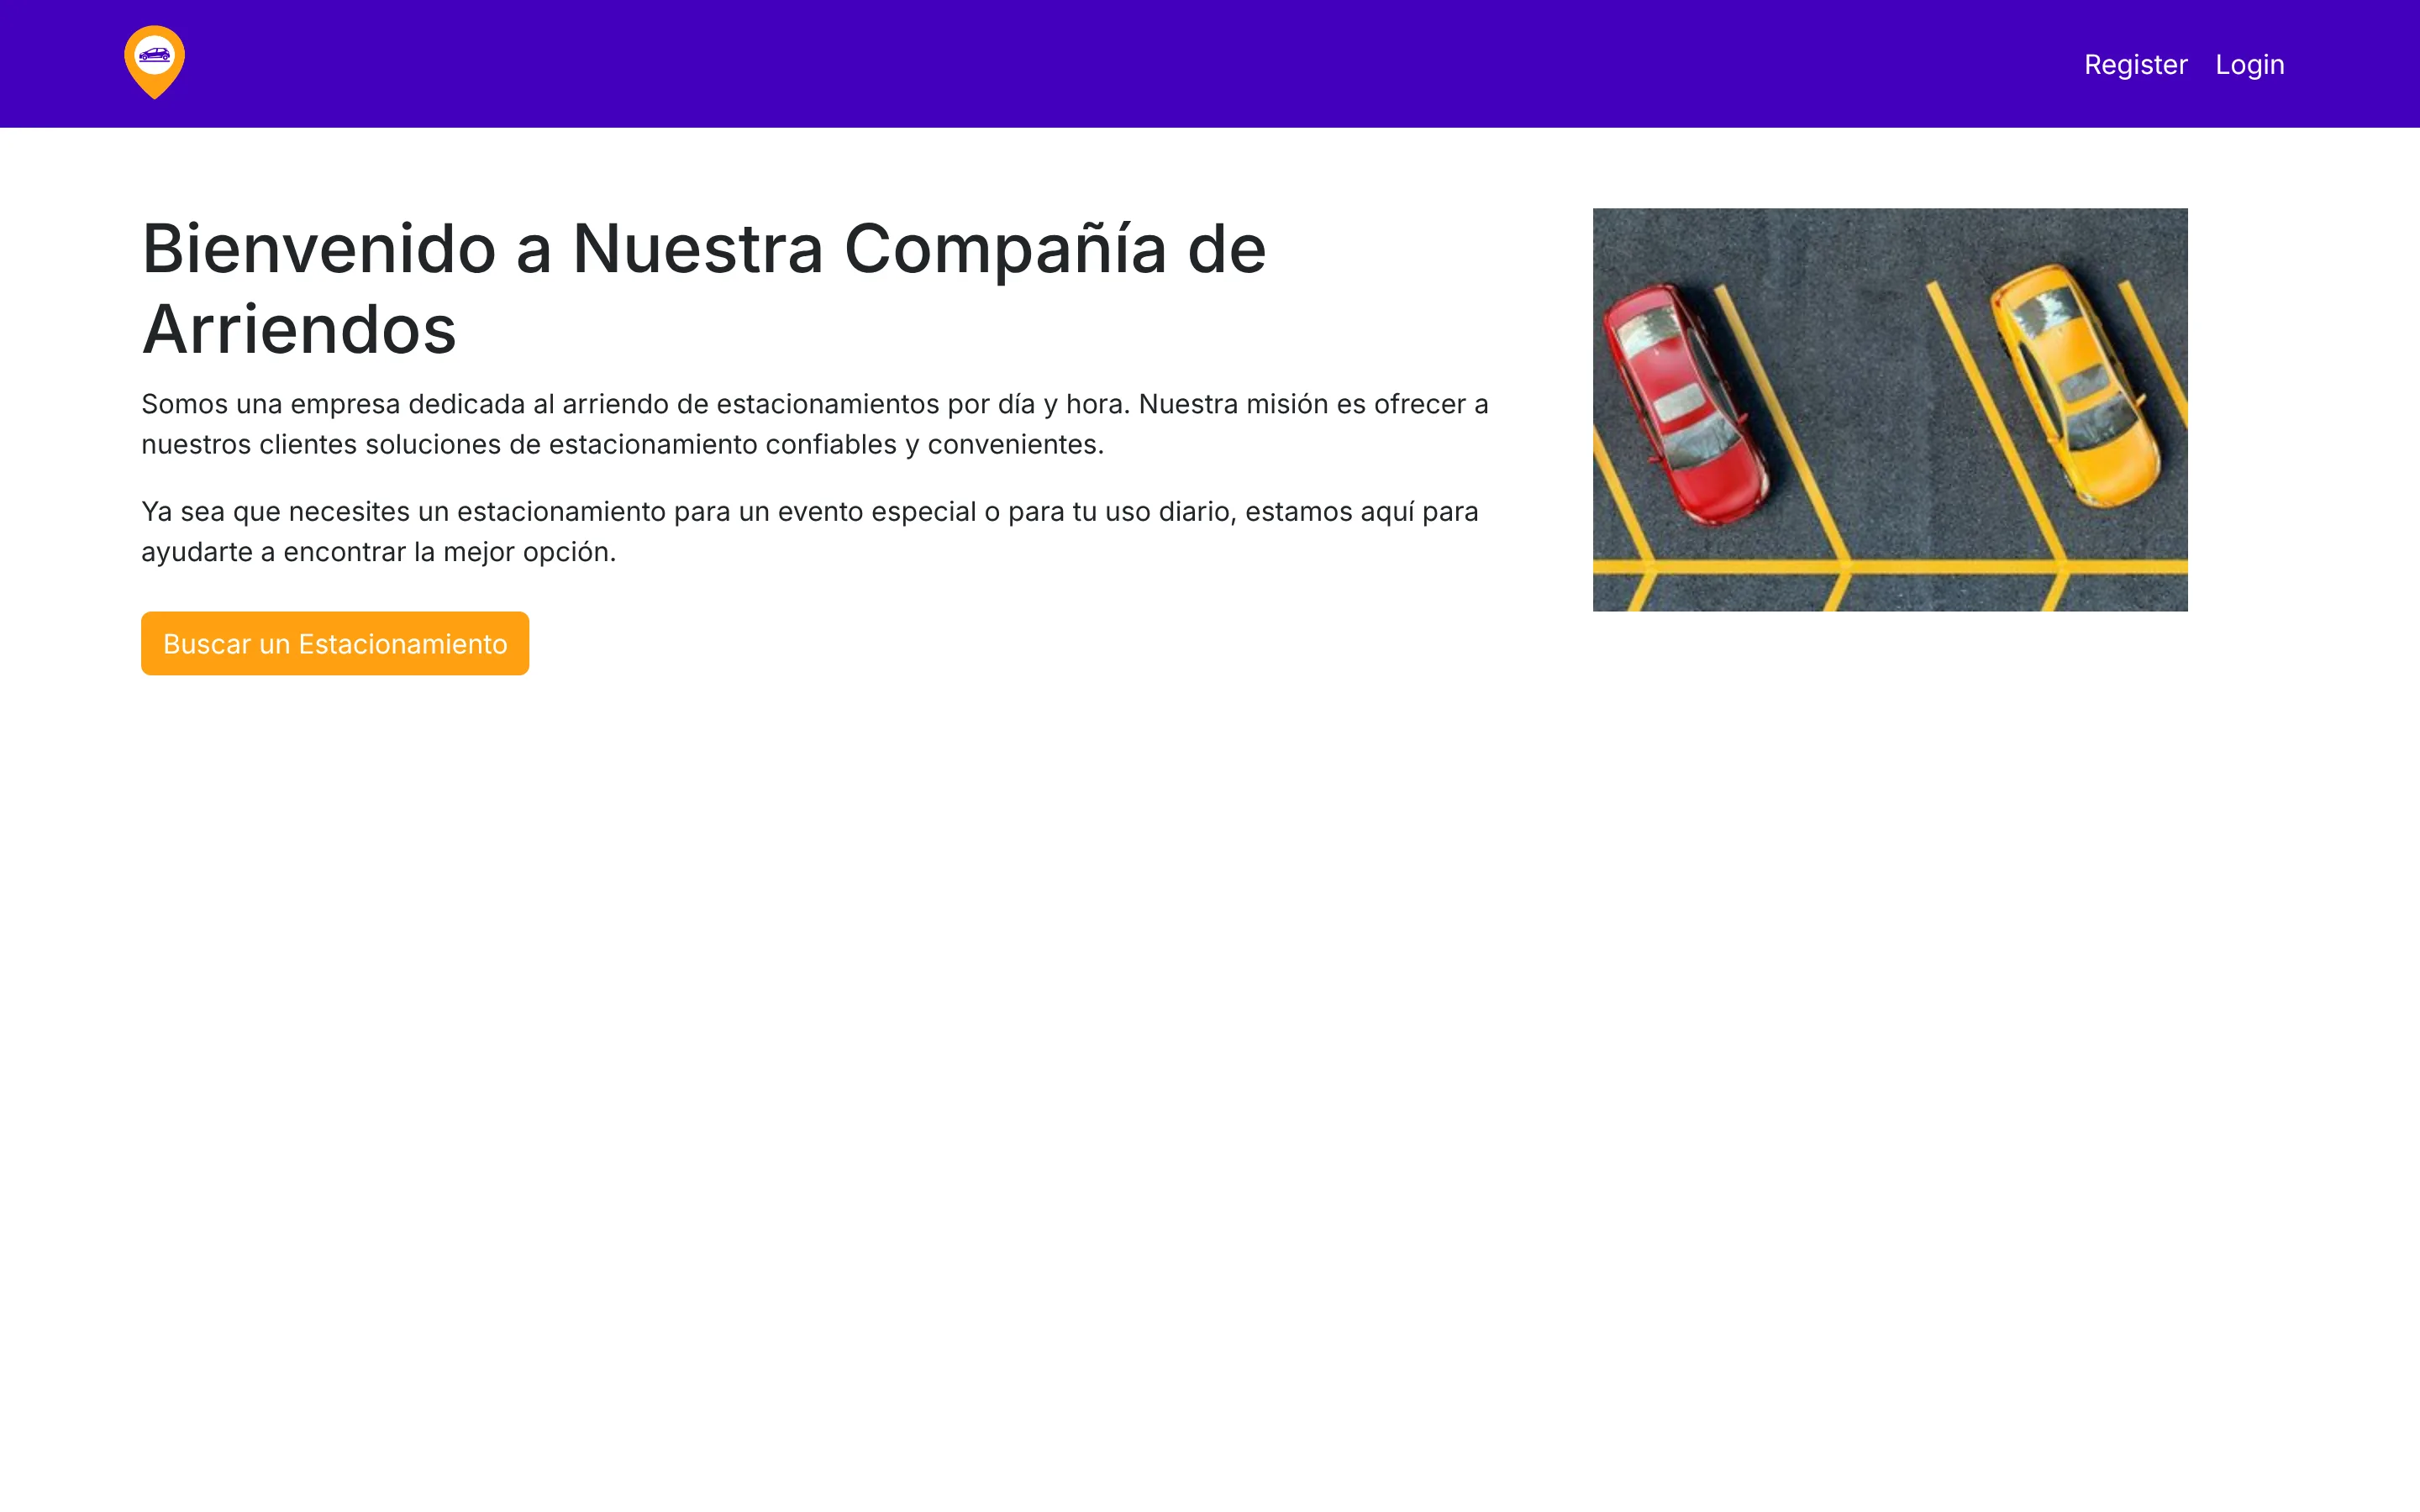 Register Login
Bienvenido a Nuestra Compañía de
Arriendos
Somos una empresa dedicada al arriendo de estacionamientos por día y hora. Nuestra misión es ofrecer a
nuestros clientes soluciones de estacionamiento confiables y convenientes.
Ya sea que necesites un estacionamiento para un evento especial o para tu uso diario, estamos aquí para
ayudarte a encontrar la mejor opción.
Buscar un Estacionamiento